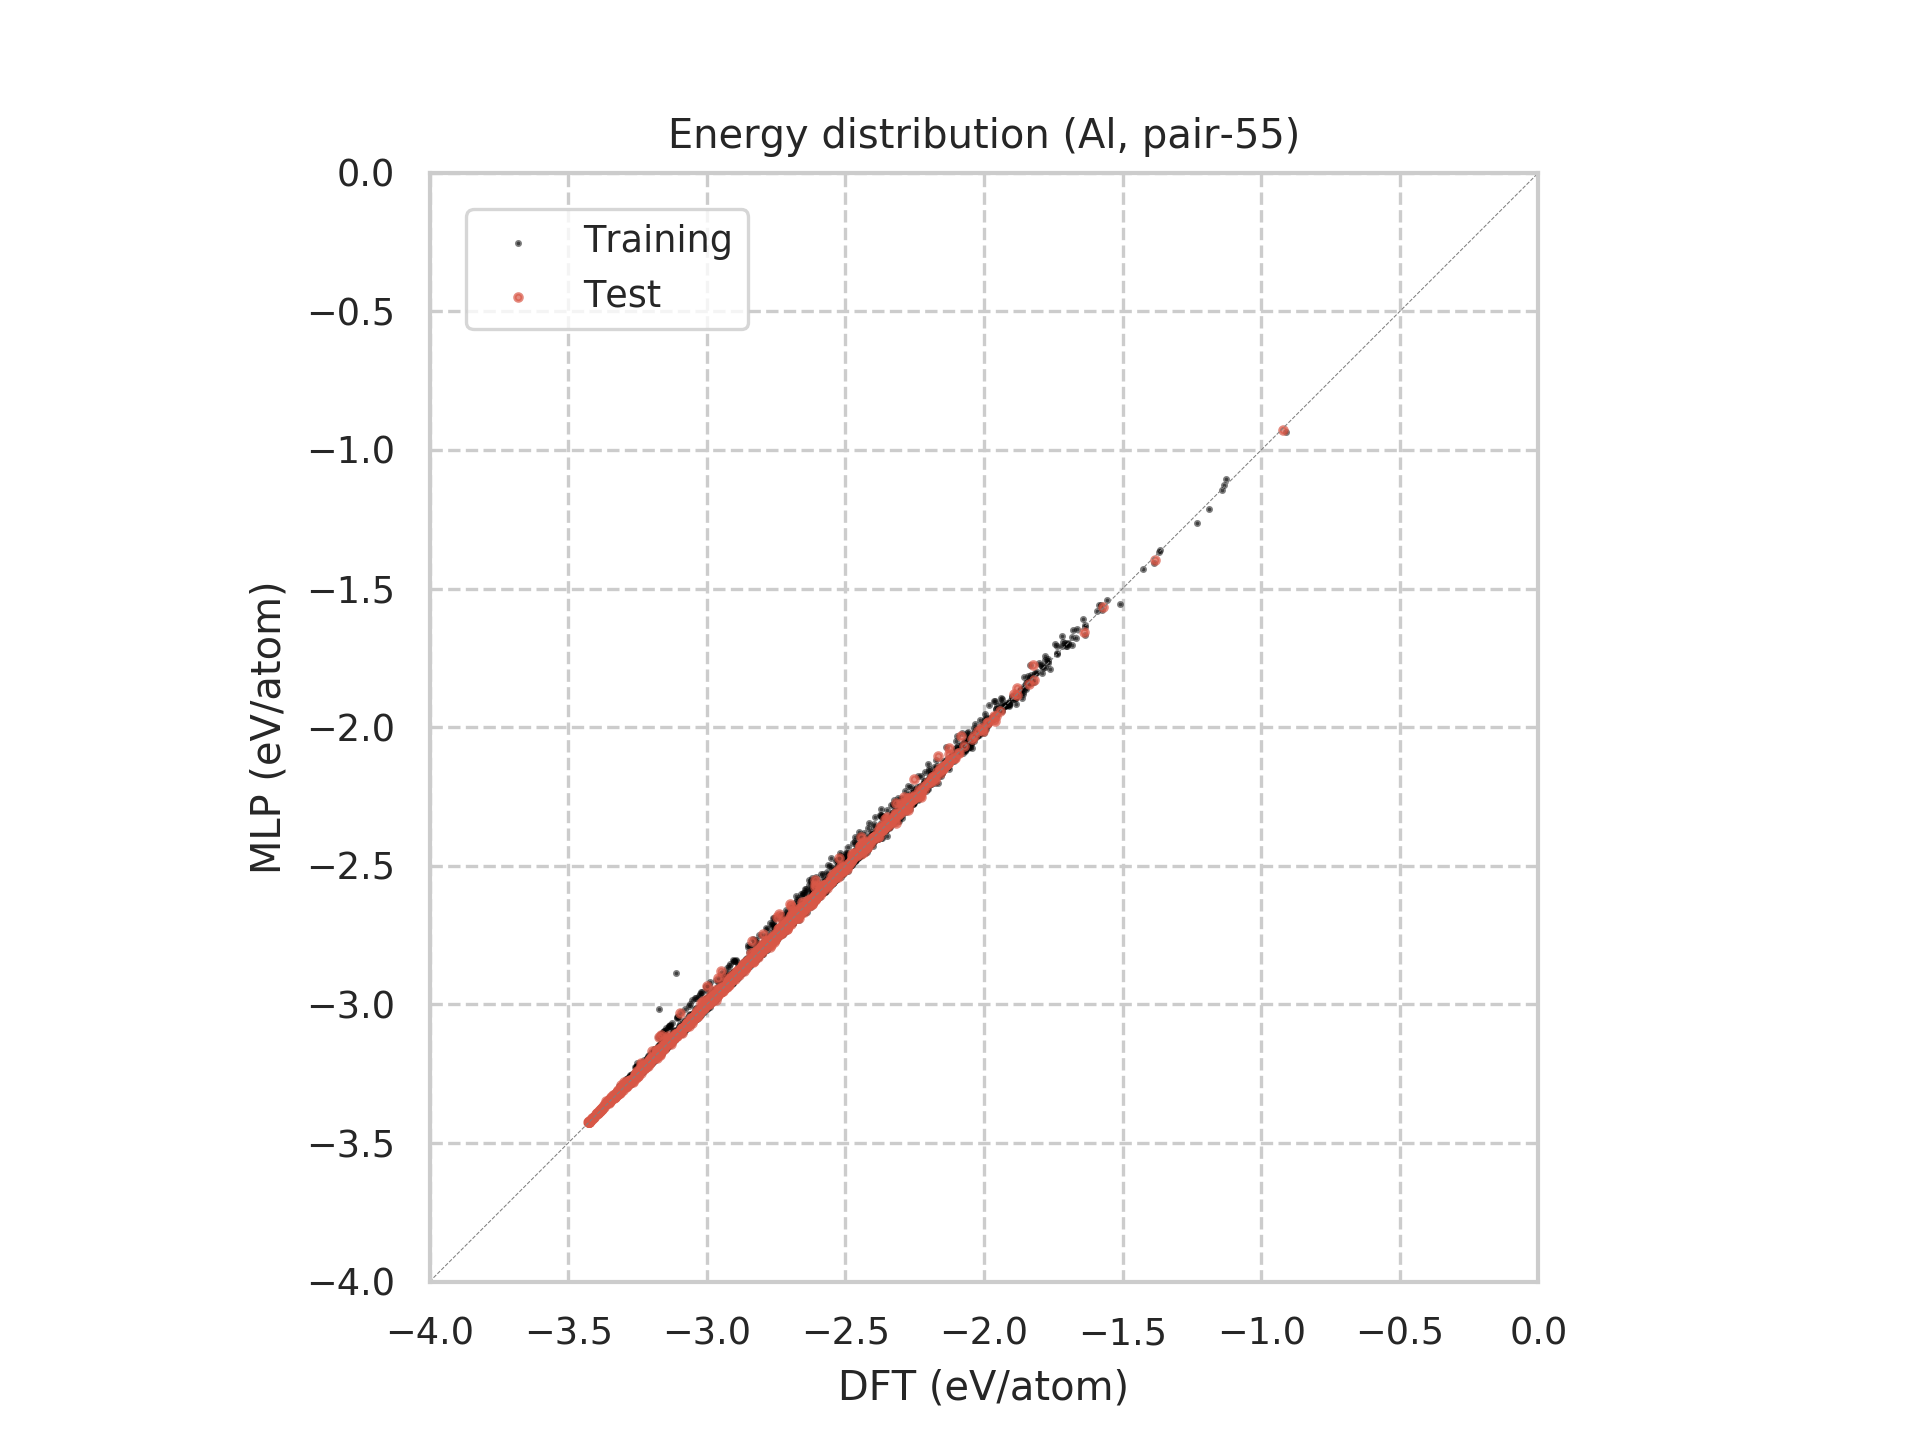 Energy distribution (Al, pair-55)
0.0
−0.5
−1.0
−1.5
−2.0
−2.5
−3.0
−3.5
−4.0
MLP (eV/atom)
Training
Test
−4.0 −3.5 −3.0 −2.5 −2.0 −1.5 −1.0 −0.5 0.0
DFT (eV/atom)